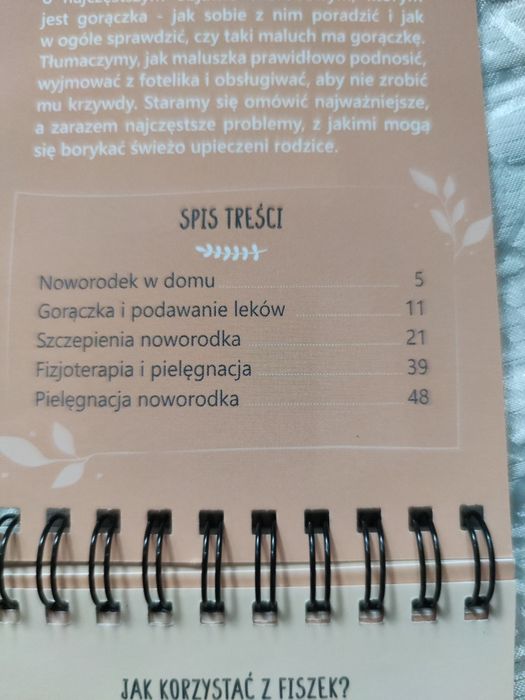 jest gorączka - jak sobie z nim poradzić i jak
w ogóle sprawdzić, czy taki maluch ma gorączkę.
Tłumaczymy, jak maluszka prawidłowo podnosić,
wyjmować z fotelika i obsługiwać, aby nie zrobić
mu krzywdy. Staramy się omówić najważniejsze,
a zarazem najczęstsze problemy, z jakimi mogą
się borykać świeżo upieczeni rodzice.
SPIS TREŚCI
Noworodek w domu 5
Gorączka i podawanie leków 11
Szczepienia noworodka 21
Fizjoterapia i pielęgnacja 39
Pielęgnacja noworodka 48
JAK KORZYSTAĆ Z FISZEK?